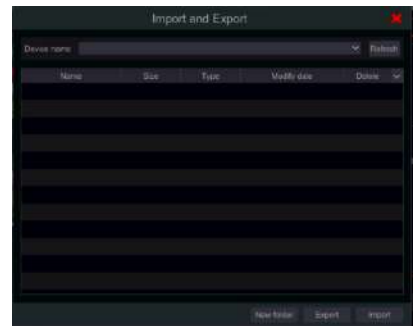 Import and Export
Device name Refresh
Name Size Type Modify date Delete
New folder Export Import